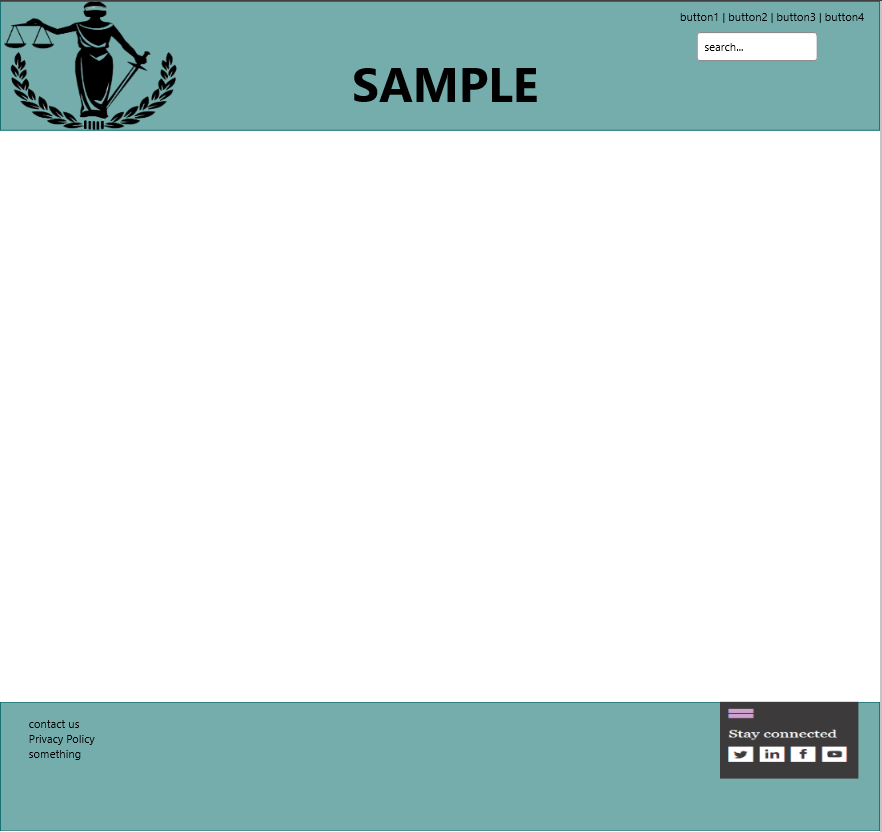 button1 | button2 | button3 | button4
search...
SAMPLE
contact us
Privacy Policy
something
Stay connected
in f